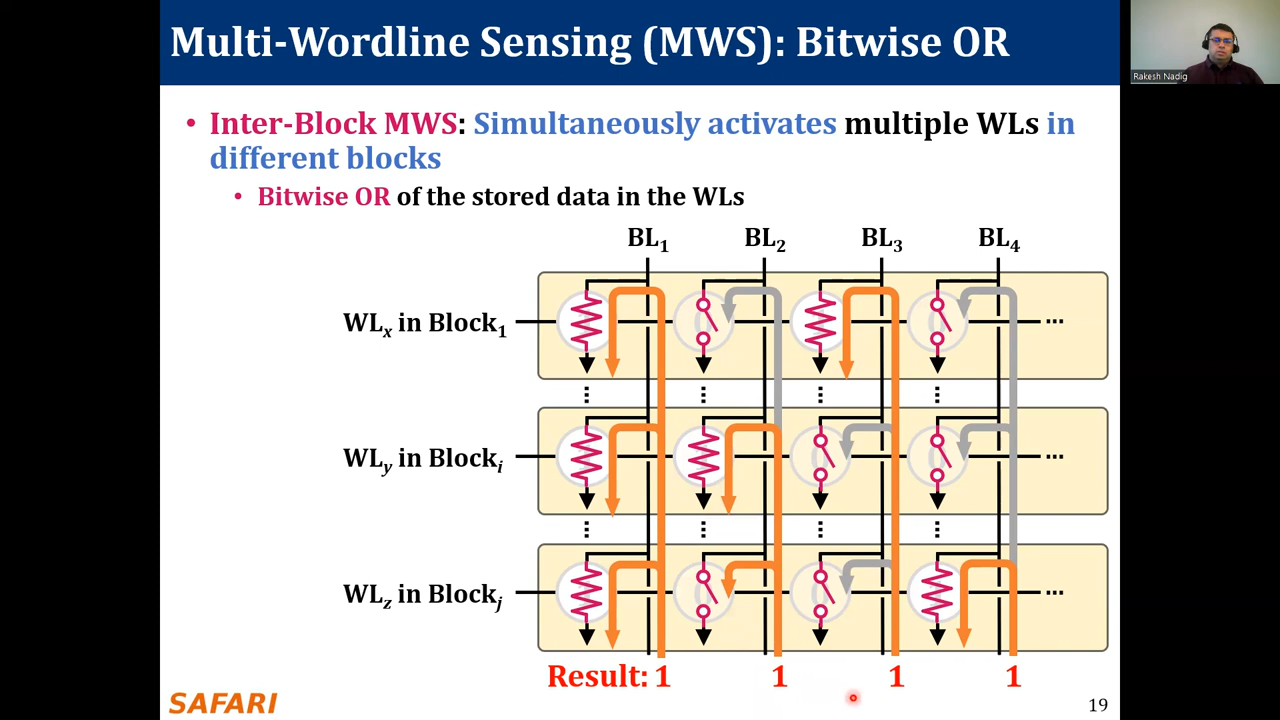 Multi-Wordline Sensing (MWS): Bitwise OR
Rakesh Nadig
• Inter-Block MWS: Simultaneously activates multiple WLs in
different blocks
• Bitwise OR of the stored data in the WLs
BL1 BL2 BL3 BL4
WLx in Block1 ...
WLy in Blocki ...
WLz in Blockj ...
Result: 1 1 1 1
SAFARI
19